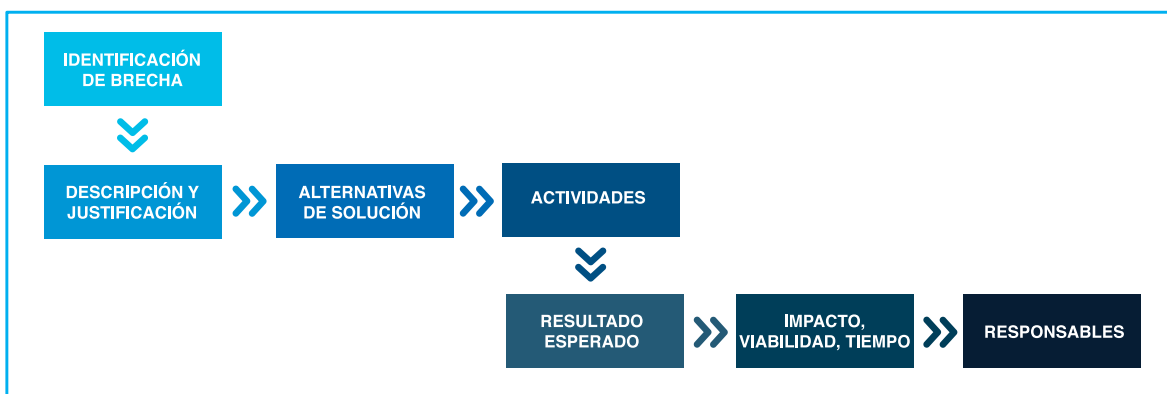 IDENTIFICACIÓN
DE BRECHA
DESCRIPCIÓN Y
JUSTIFICACIÓN
ALTERNATIVAS
DE SOLUCIÓN
ACTIVIDADES
RESULTADO
ESPERADO
IMPACTO,
VIABILIDAD, TIEMPO
RESPONSABLES